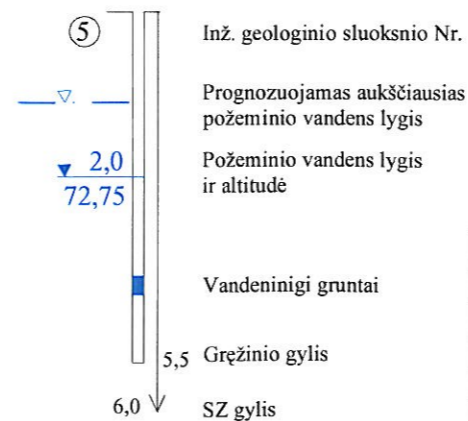 5 Inž. geologinio sluoksnio Nr.
Prognozuojamas aukščiausias
požeminio vandens lygis
2,0 Požeminio vandens lygis
72,75 ir altitudė
Vandeninigi gruntai
5,5 Gręžinio gylis
6,0 SZ gylis